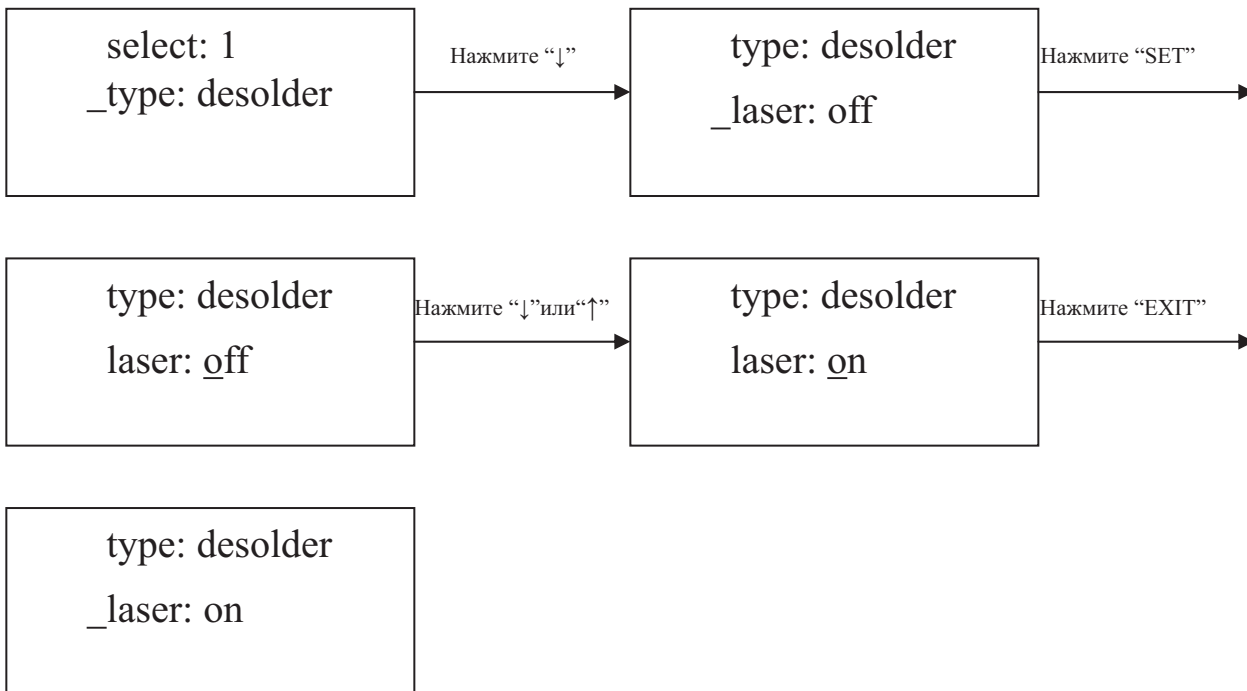 select: 1
_type: desolder
Нажмите “↓”
type: desolder
_laser: off
Нажмите “SET”
type: desolder
laser: off
Нажмите “↓”или“↑”
type: desolder
laser: on
Нажмите “EXIT”
type: desolder
_laser: on